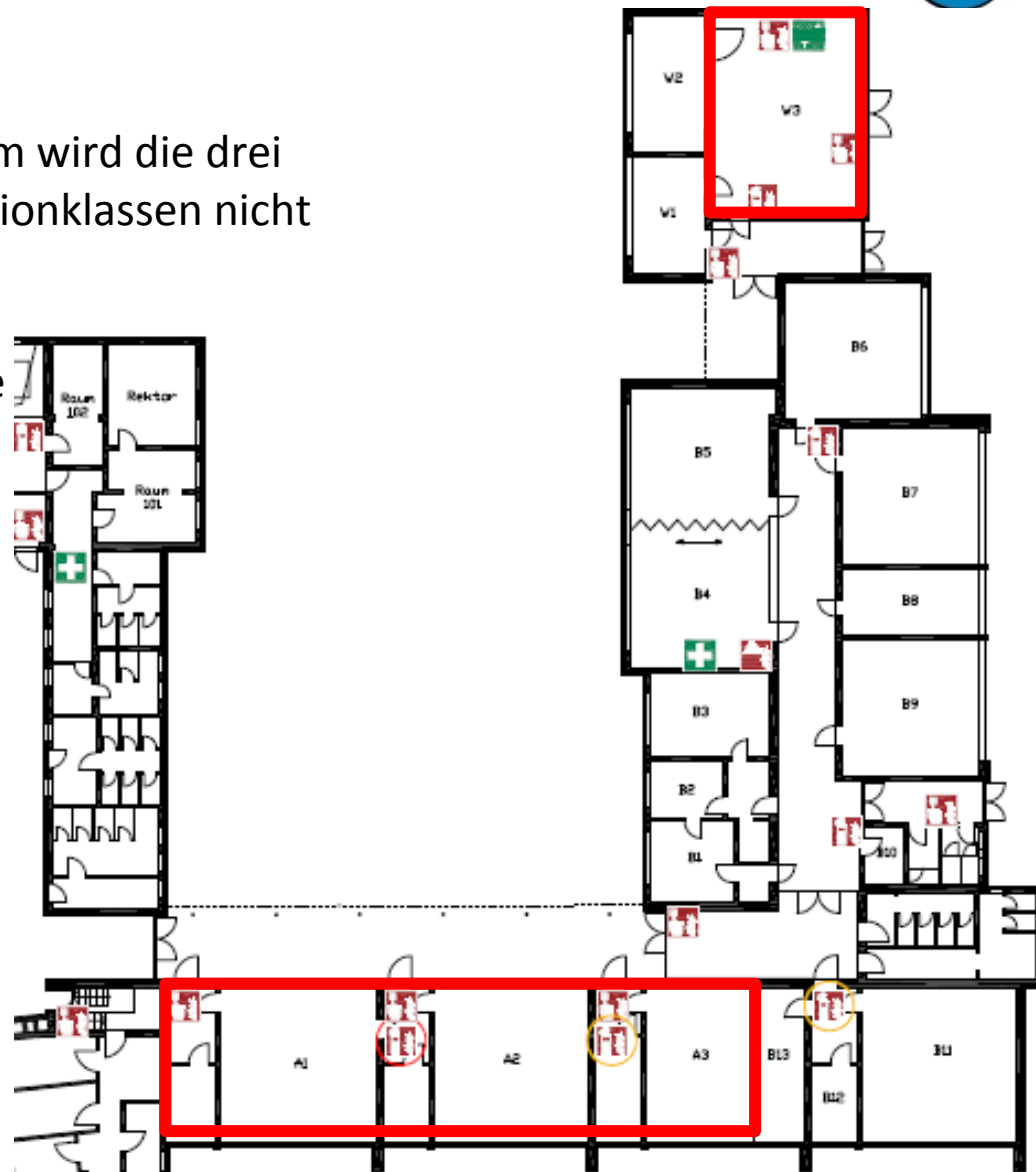 m wird die drei
ionklassen nicht
e
W2
W3
W1
B6
Raum
102
Rektor
B5
B7
Raum
101
B4
B8
B3
B9
B2
B1
B10
A1
A2
A3
B13
B12
B11